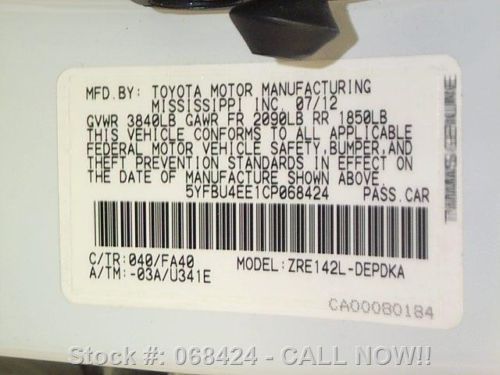 MFD.BY: TOYOTA MOTOR MANUFACTURING
MISSISSIPPI INC. 07/12
GVWR 3840LB GAWR FR 2090LB RR 1850LB
THIS VEHICLE CONFORMS TO ALL APPLICABLE
FEDERAL MOTOR VEHICLE SAFETY, BUMPER, AND
THEFT PREVENTION STANDARDS IN EFFECT ON
THE DATE OF MANUFACTURE SHOWN ABOVE.
5YFBU4EE1CP068424 PASS.CAR
C/TR: 040/FA40 MODEL: ZRE142L-DEPDKA
A/TM: -03A/U341E
CA00080184
Stock #: 068424 - CALL NOW!!